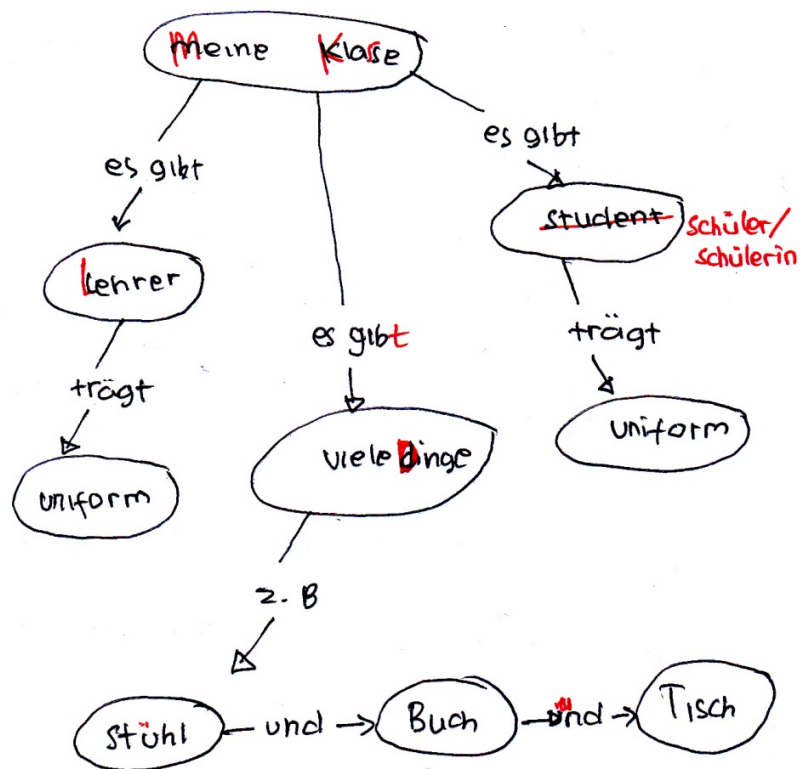 Meine Klasse
es gibt
es gibt
student schüler/
schülerin
Lehrer
es gibt
trägt
trägt
uniform
viele Dinge
uniform
z. B
stühl und Buch und Tisch